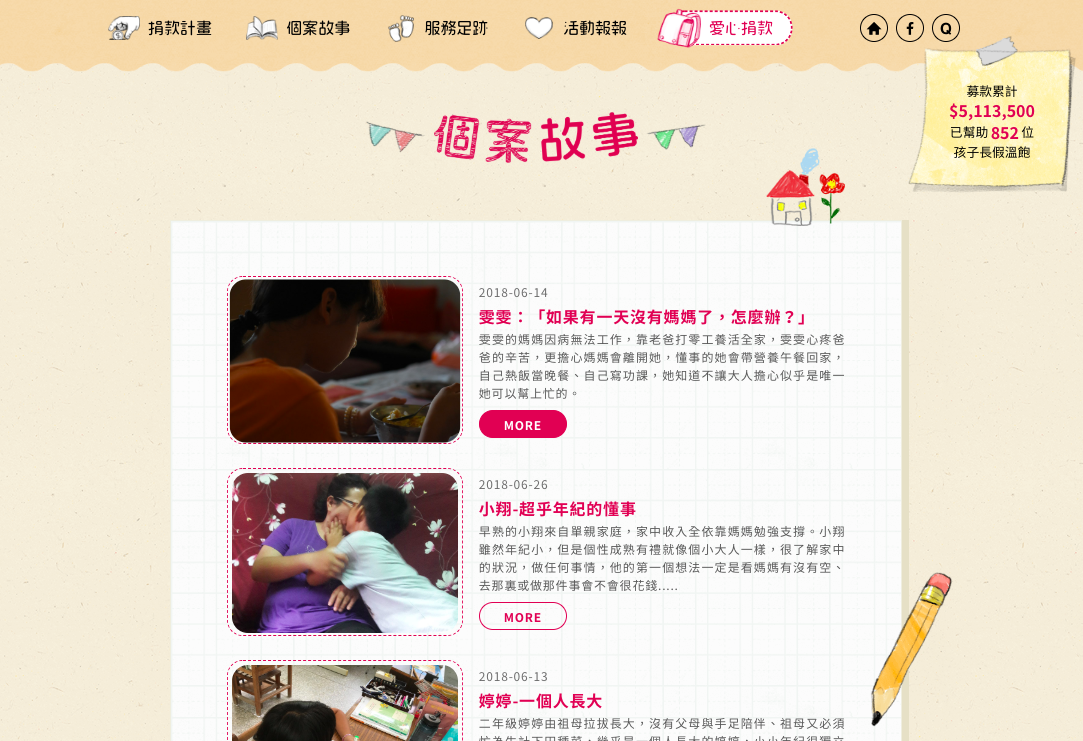 捐款計畫
個案故事
服務足跡
活動報報
愛心捐款
f
Q
募款累計
$5,113,500
已幫助 852 位
孩子長假溫飽
個案故事
2018-06-14
雯雯：「如果有一天沒有媽媽了，怎麼辦？」
雯雯的媽媽因病無法工作，靠老爸打零工養活全家，雯雯心疼爸
爸的辛苦，更擔心媽媽會離開她，懂事的她會帶營養午餐回家，
自己熱飯當晚餐、自己寫功課，她知道不讓大人擔心似乎是唯一
她可以幫上忙的。
MORE
2018-06-26
小翔-超乎年紀的懂事
早熟的小翔來自單親家庭，家中收入全依靠媽媽勉強支撐。小翔
雖然年紀小，但是個性成熟有禮就像個小大人一樣，很了解家中
的狀況，做任何事情，他的第一個想法一定是看媽媽有沒有空、
去那裏或做那件事會不會很花錢.....
MORE
2018-06-13
婷婷-一個人長大
二年級婷婷由祖母拉拔長大，沒有父母與手足陪伴、祖母又必須